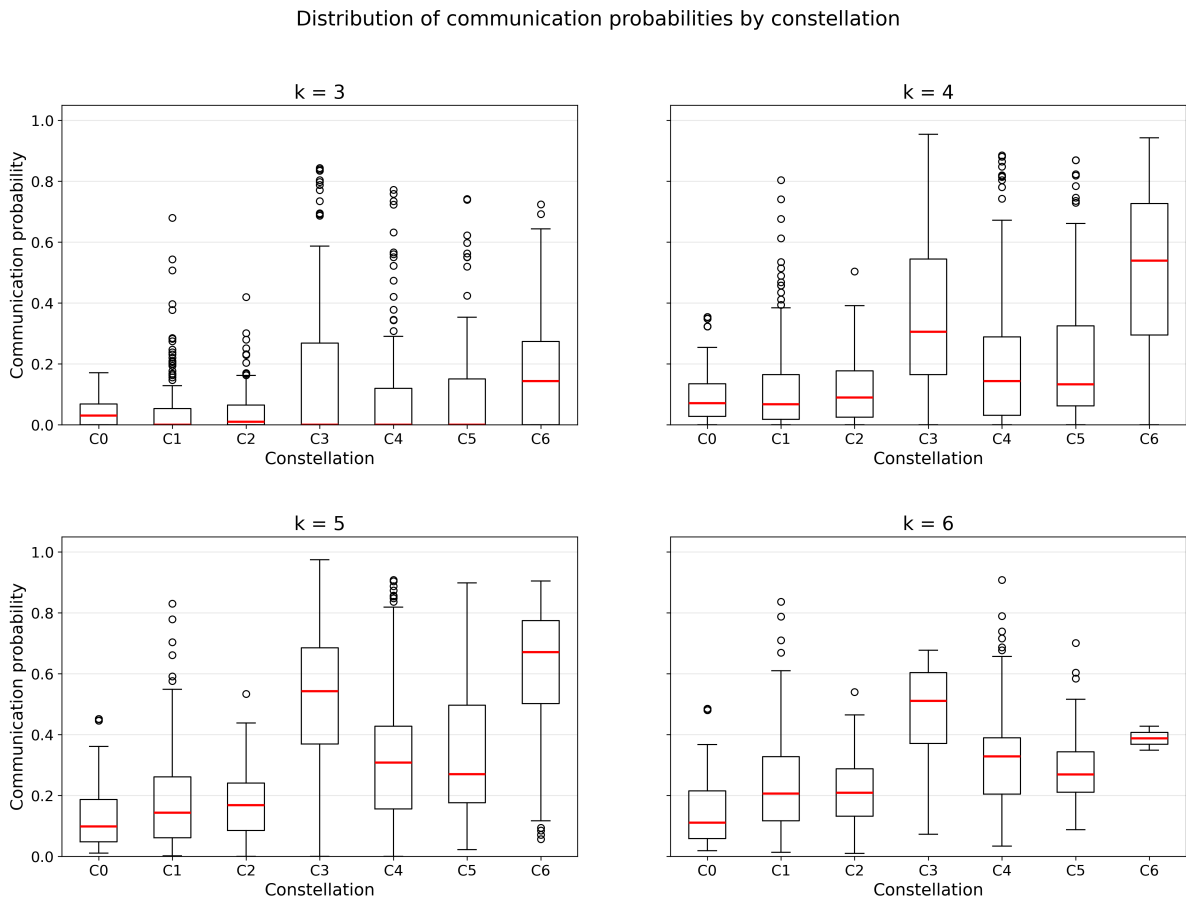 Distribution of communication probabilities by constellation
k = 3
Communication probability
1.0
0.8
0.6
0.4
0.2
0.0
C0 C1 C2 C3 C4 C5 C6
Constellation
k = 4
C0 C1 C2 C3 C4 C5 C6
Constellation
k = 5
Communication probability
1.0
0.8
0.6
0.4
0.2
0.0
C0 C1 C2 C3 C4 C5 C6
Constellation
k = 6
C0 C1 C2 C3 C4 C5 C6
Constellation